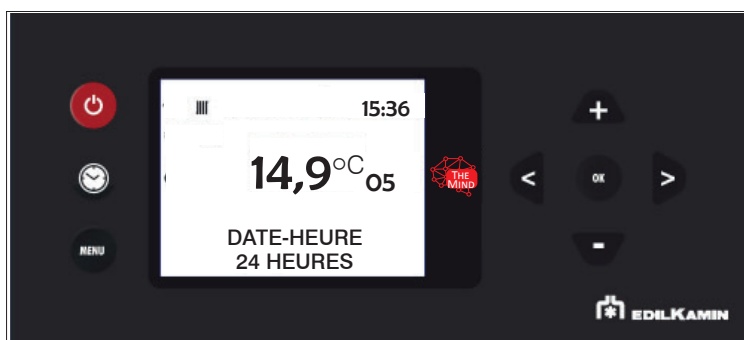 15:36
14,9°C 05
THE
MIND
DATE-HEURE
24 HEURES
MENU
+
< OK >
-
EDILKAMIN